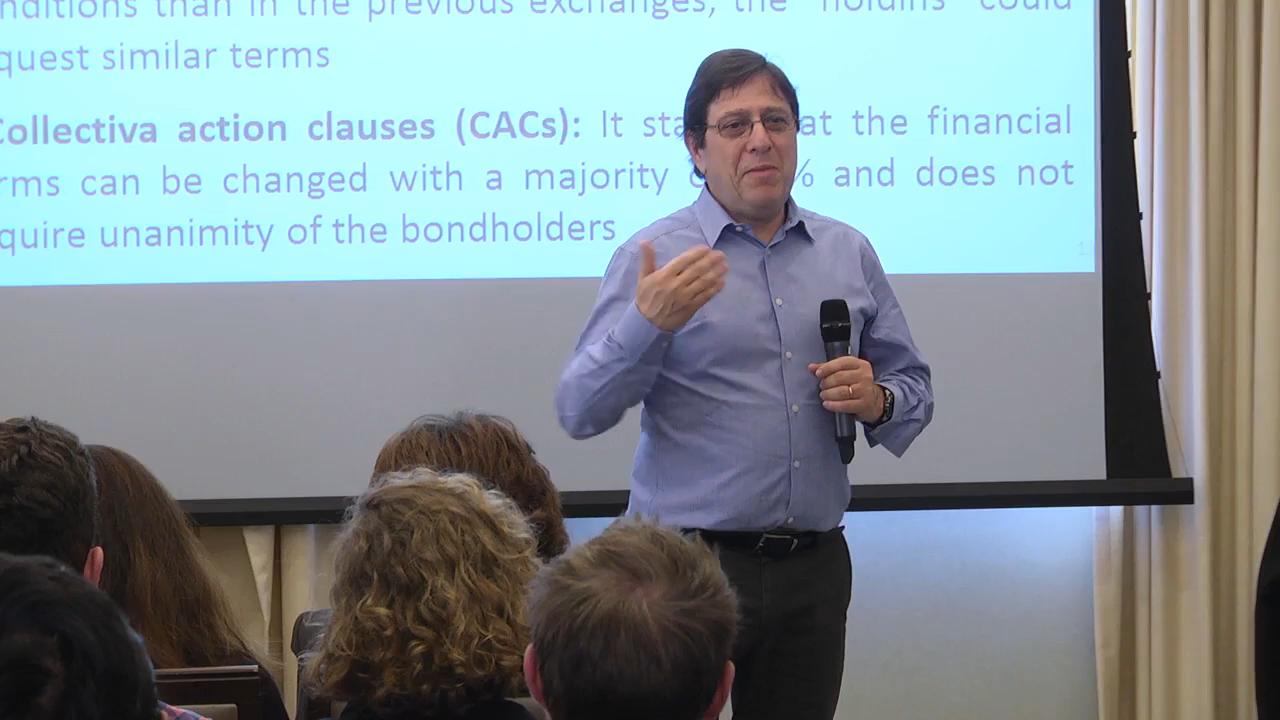 nditions than in the previous exchanges, the "holdins" could
quest similar terms
Collectiva action clauses (CACs): It sta at the financial
rms can be changed with a majority % and does not
quire unanimity of the bondholders